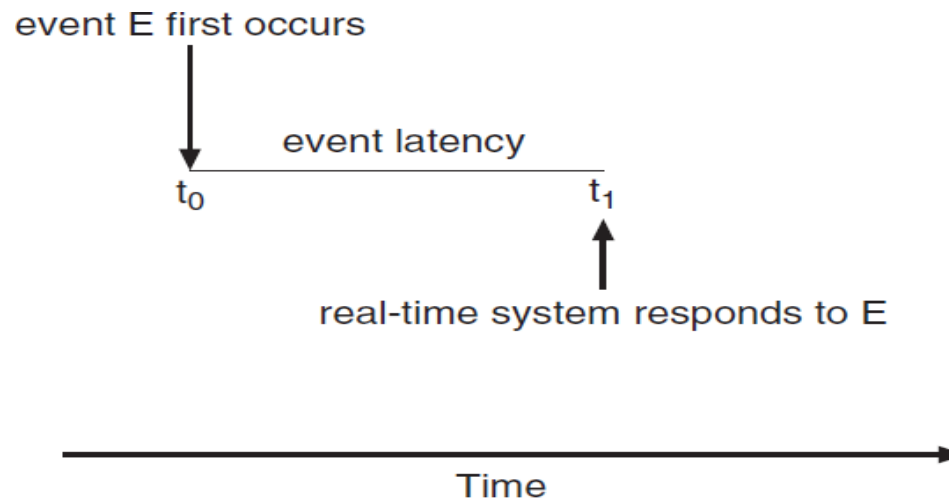 event E first occurs
event latency
t₀
t₁
real-time system responds to E
Time